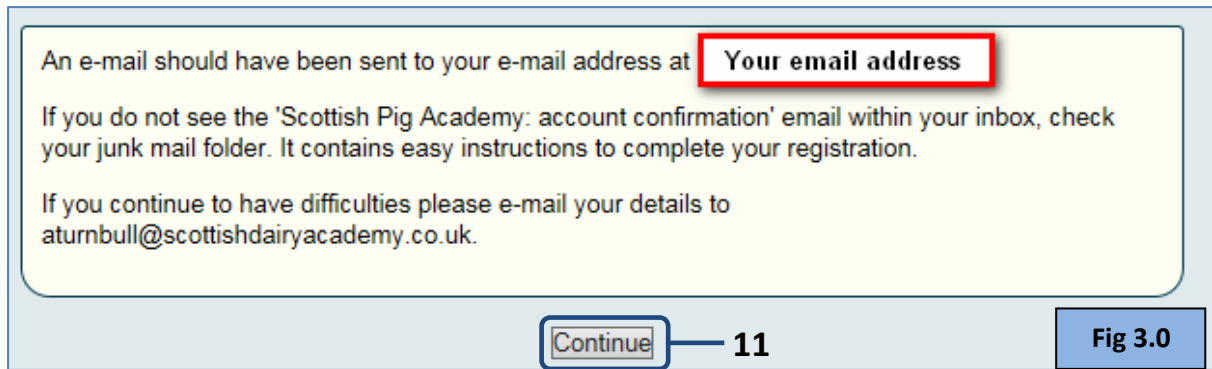 An e-mail should have been sent to your e-mail address at Your email address
If you do not see the 'Scottish Pig Academy: account confirmation' email within your inbox, check
your junk mail folder. It contains easy instructions to complete your registration.
If you continue to have difficulties please e-mail your details to
aturnbull@scottishdairyacademy.co.uk.
Continue 11 Fig 3.0